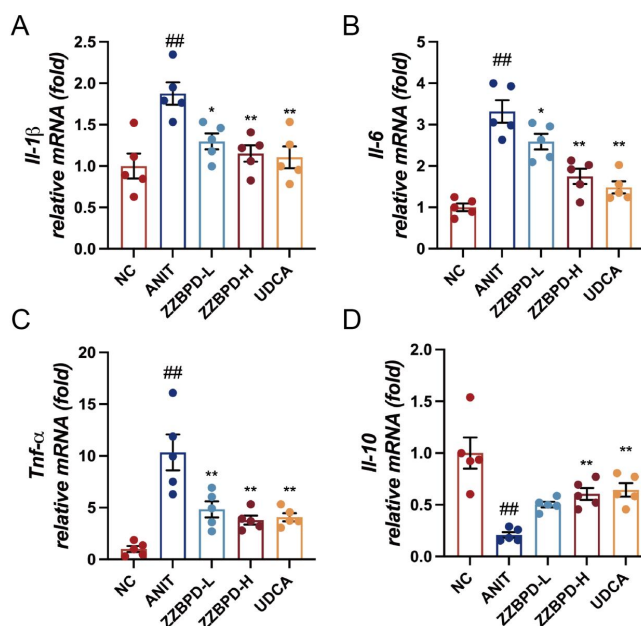 A
Il-1β
relative mRNA (fold)
2.5
2.0
1.5
1.0
0.5
0.0
##
*
**
**
NC
ANIT
ZZBPD-L
ZZBPD-H
UDCA
B
Il-6
relative mRNA (fold)
6
5
4
3
2
1
0
##
*
**
**
NC
ANIT
ZZBPD-L
ZZBPD-H
UDCA
C
Tnf-α
relative mRNA (fold)
20
15
10
5
0
##
**
**
**
NC
ANIT
ZZBPD-L
ZZBPD-H
UDCA
D
Il-10
relative mRNA (fold)
2.0
1.5
1.0
0.5
0.0
##
**
**
NC
ANIT
ZZBPD-L
ZZBPD-H
UDCA